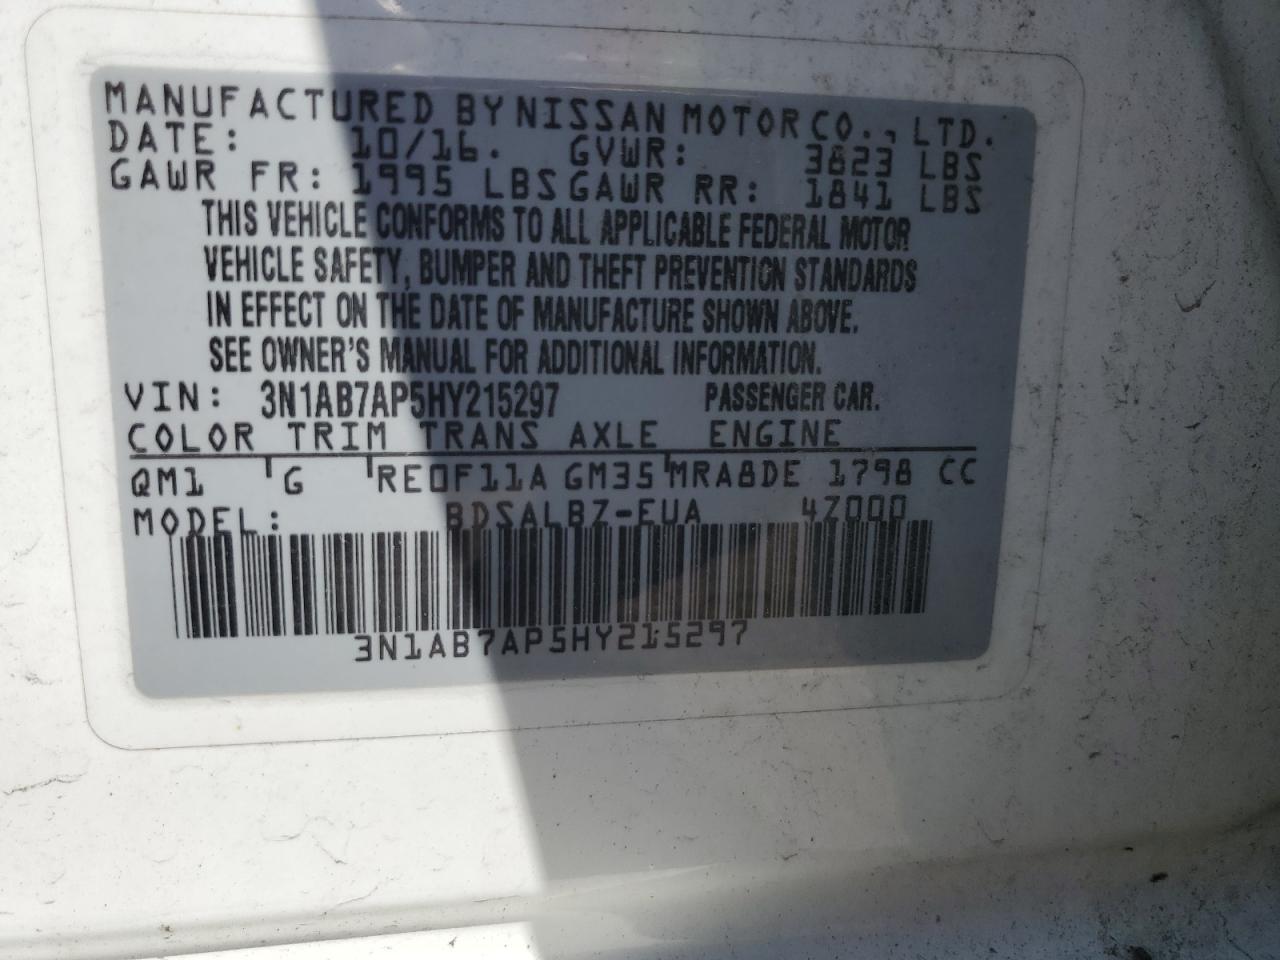 MANUFACTURED BY NISSAN MOTOR CO., LTD.
DATE: 10/16. GVWR: 3823 LBS
GAWR FR: 1995 LBS GAWR RR: 1841 LBS
THIS VEHICLE CONFORMS TO ALL APPLICABLE FEDERAL MOTOR
VEHICLE SAFETY, BUMPER AND THEFT PREVENTION STANDARDS
IN EFFECT ON THE DATE OF MANUFACTURE SHOWN ABOVE.
SEE OWNER'S MANUAL FOR ADDITIONAL INFORMATION.
VIN: 3N1AB7AP5HY215297 PASSENGER CAR.
COLOR TRIM TRANS AXLE ENGINE
QM1 G RE0F11A GM35 MRA8DE 1798 CC
MODEL: BDSALBZ-EUA 4Z000
3N1AB7AP5HY215297